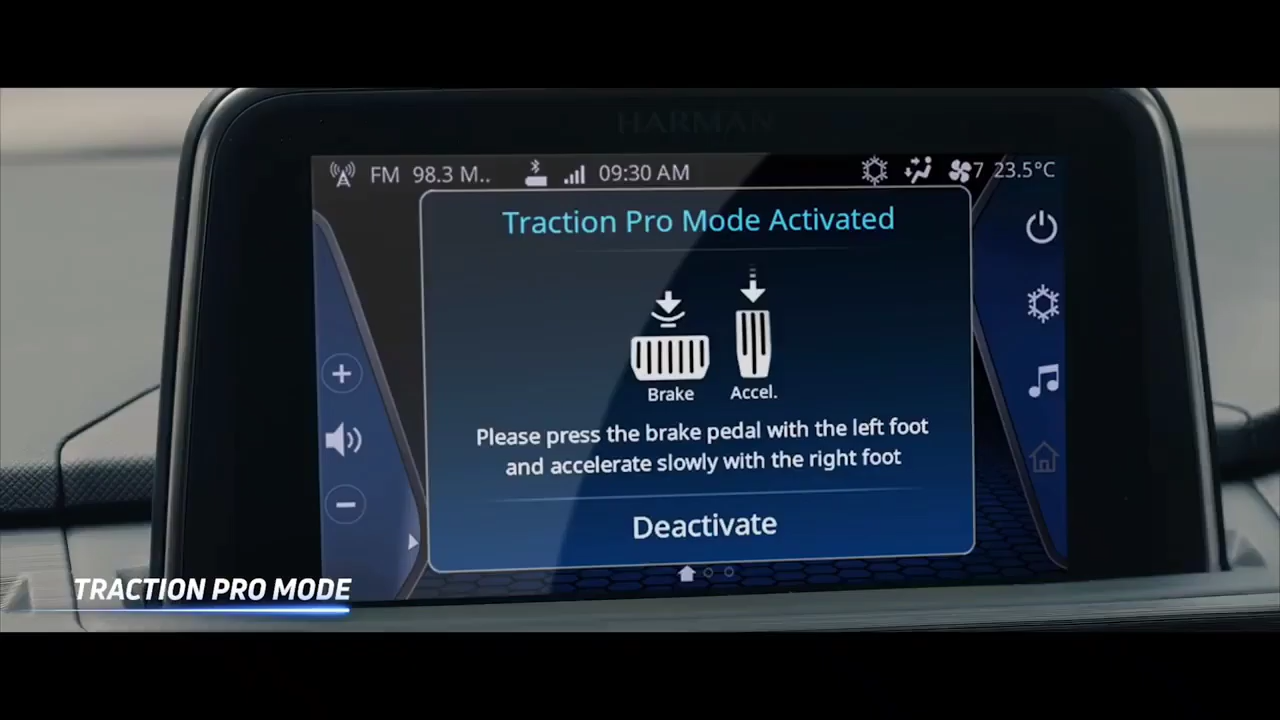 HARMAN
FM 98.3 M.. 09:30 AM 7 23.5°C
Traction Pro Mode Activated
Brake Accel.
Please press the brake pedal with the left foot
and accelerate slowly with the right foot
Deactivate
TRACTION PRO MODE